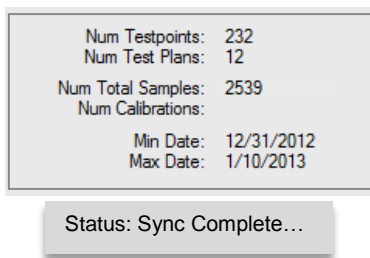 Num Testpoints: 232
Num Test Plans: 12
Num Total Samples: 2539
Num Calibrations:
Min Date: 12/31/2012
Max Date: 1/10/2013
Status: Sync Complete…